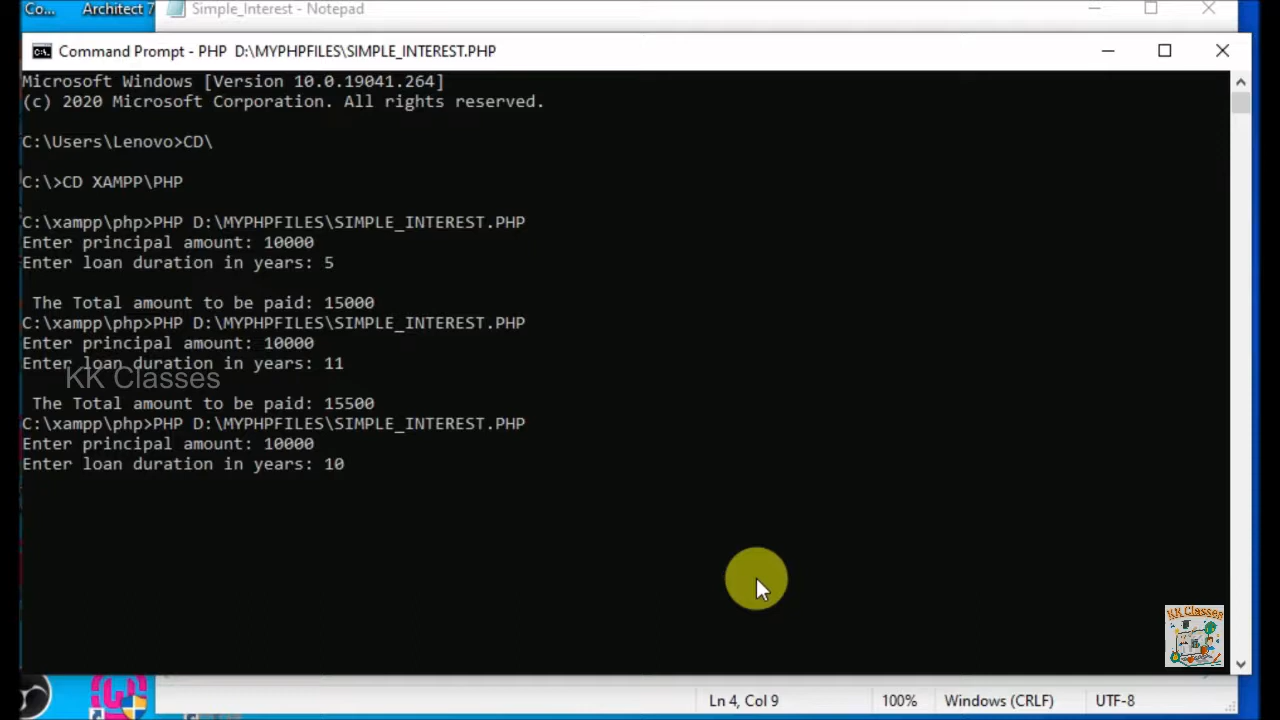 Co...
Architect 7
Simple_Interest - Notepad
Command Prompt - PHP D:\MYPHPFILES\SIMPLE_INTEREST.PHP
Microsoft Windows [Version 10.0.19041.264]
(c) 2020 Microsoft Corporation. All rights reserved.
C:\Users\Lenovo>CD\
C:\>CD XAMPP\PHP
C:\xampp\php>PHP D:\MYPHPFILES\SIMPLE_INTEREST.PHP
Enter principal amount: 10000
Enter loan duration in years: 5
The Total amount to be paid: 15000
C:\xampp\php>PHP D:\MYPHPFILES\SIMPLE_INTEREST.PHP
Enter principal amount: 10000
Enter loan duration in years: 11
KK Classes
The Total amount to be paid: 15500
C:\xampp\php>PHP D:\MYPHPFILES\SIMPLE_INTEREST.PHP
Enter principal amount: 10000
Enter loan duration in years: 10
KK Classes
Ln 4, Col 9
100%
Windows (CRLF)
UTF-8